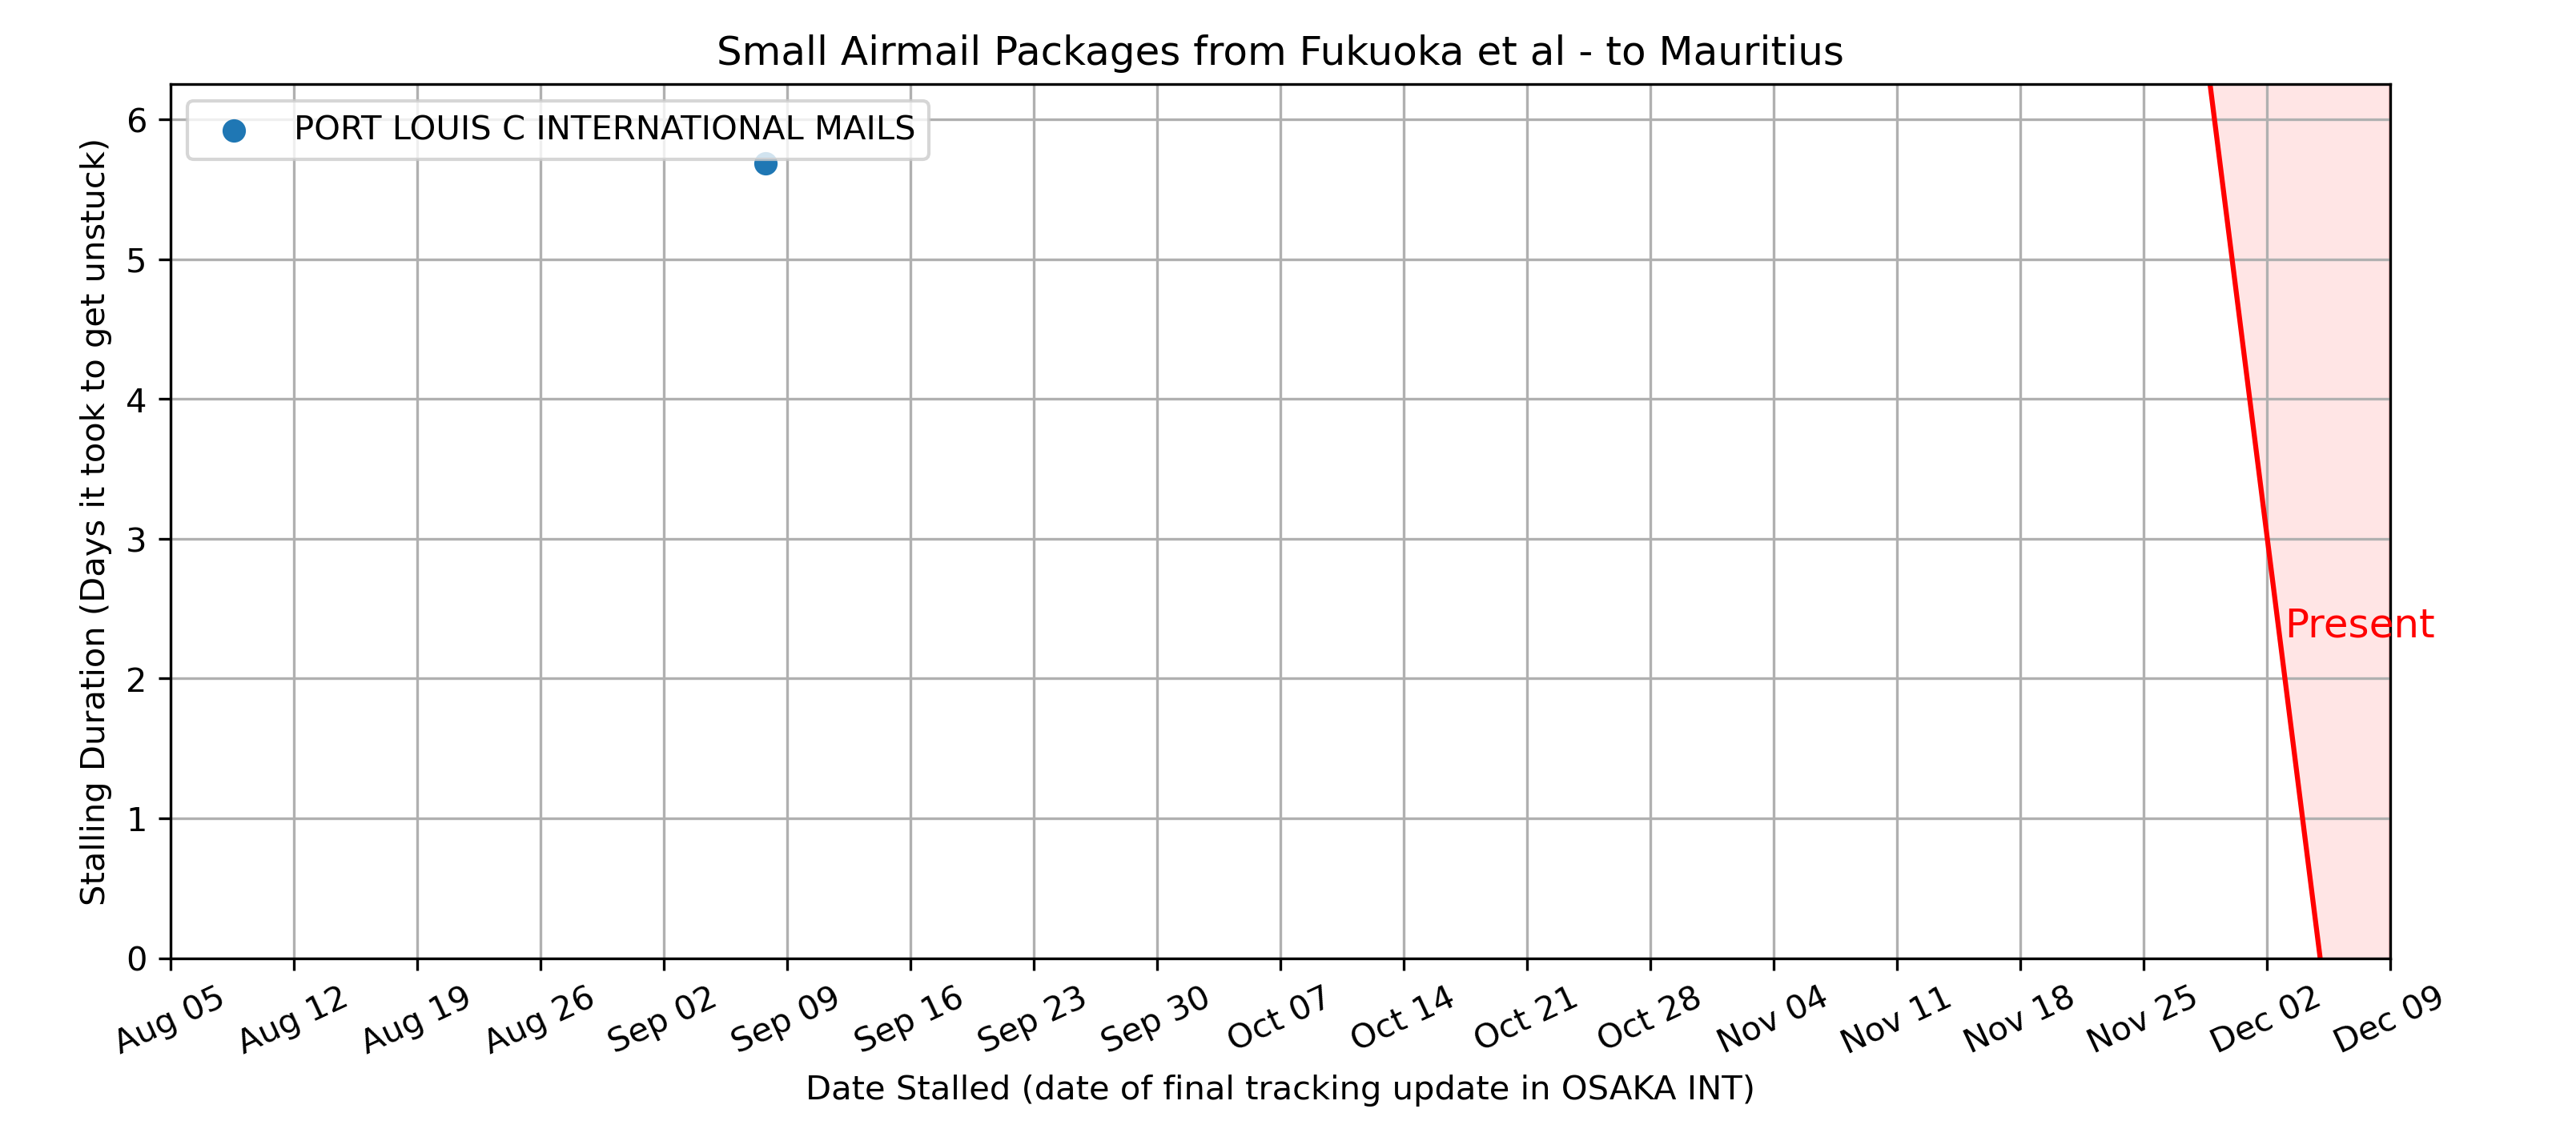 Small Airmail Packages from Fukuoka et al - to Mauritius
PORT LOUIS C INTERNATIONAL MAILS
Stalling Duration (Days it took to get unstuck)
6
5
4
3
2
1
0
Present
Aug 05 Aug 12 Aug 19 Aug 26 Sep 02 Sep 09 Sep 16 Sep 23 Sep 30 Oct 07 Oct 14 Oct 21 Oct 28 Nov 04 Nov 11 Nov 18 Nov 25 Dec 02 Dec 09
Date Stalled (date of final tracking update in OSAKA INT)